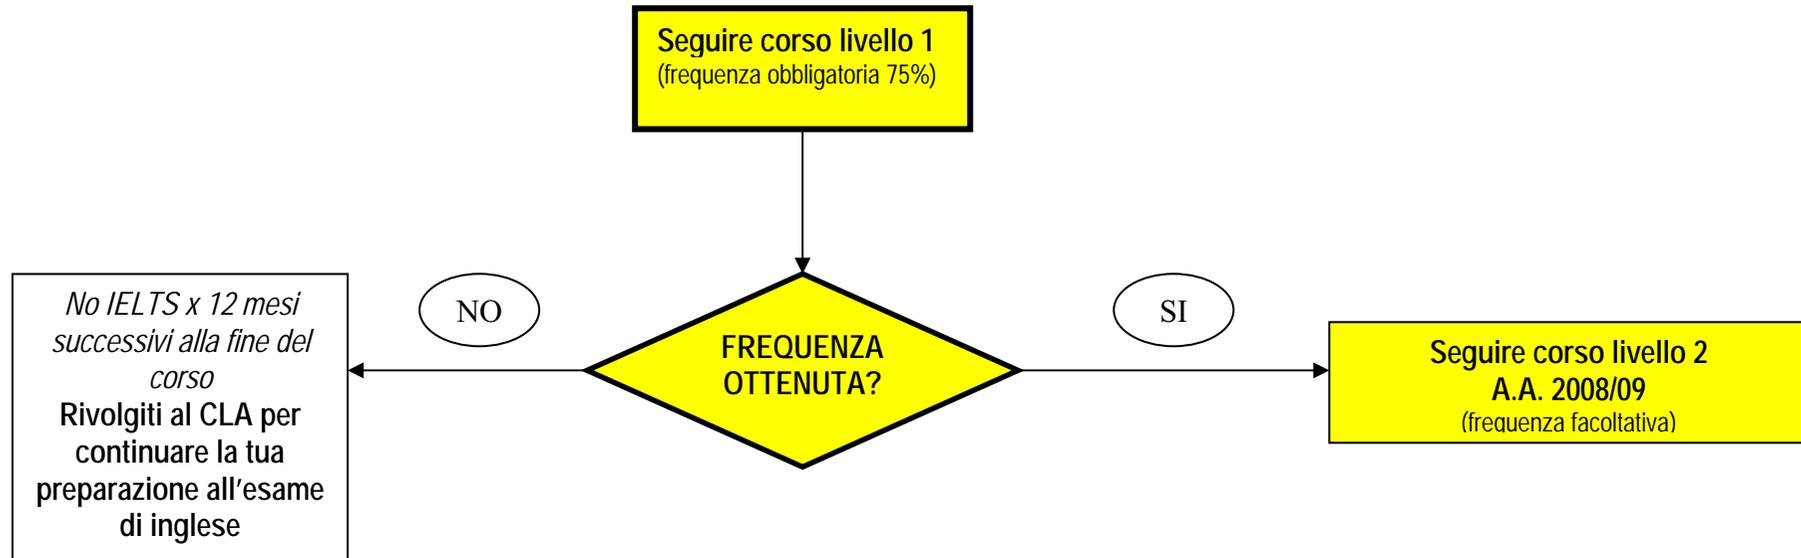 Seguire corso livello 1
(frequenza obbligatoria 75%)
No IELTS x 12 mesi
successivi alla fine del
corso
Rivolgiti al CLA per
continuare la tua
preparazione all'esame
di inglese
NO
FREQUENZA
OTTENUTA?
SI
Seguire corso livello 2
A.A. 2008/09
(frequenza facoltativa)